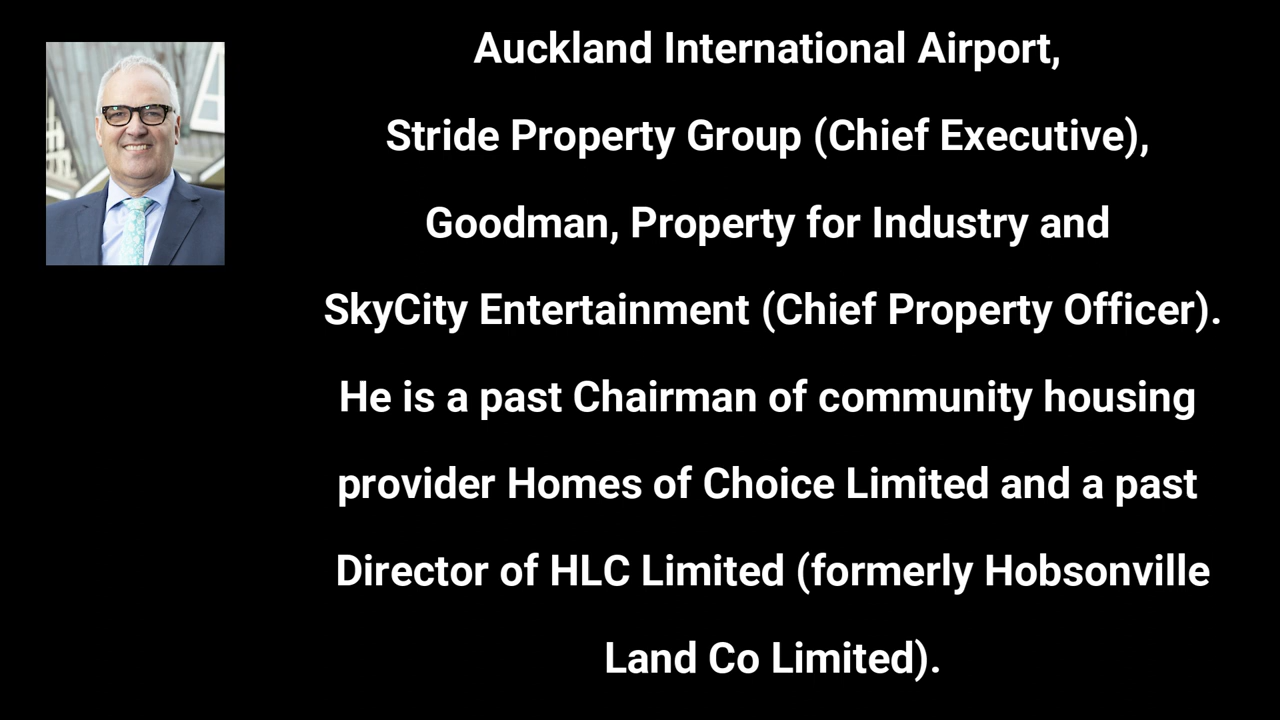 Auckland International Airport,
Stride Property Group (Chief Executive),
Goodman, Property for Industry and
SkyCity Entertainment (Chief Property Officer).
He is a past Chairman of community housing
provider Homes of Choice Limited and a past
Director of HLC Limited (formerly Hobsonville
Land Co Limited).